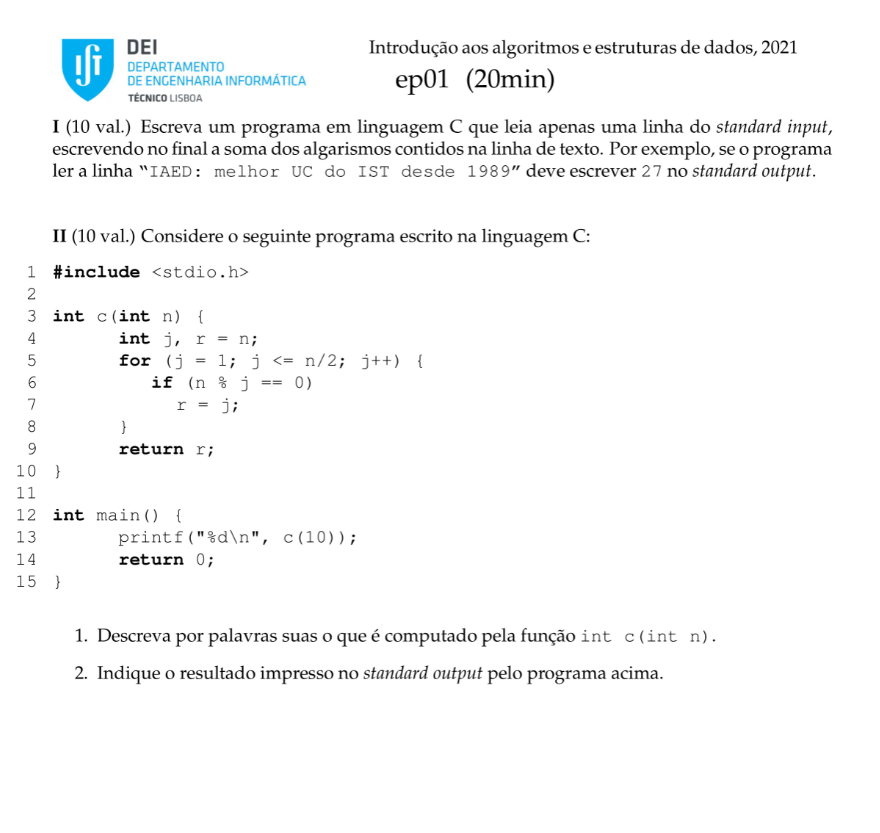 DEI
DEPARTAMENTO
DE ENGENHARIA INFORMÁTICA
TÉCNICO LISBOA
Introdução aos algoritmos e estruturas de dados, 2021
ep01 (20min)
I (10 val.) Escreva um programa em linguagem C que leia apenas uma linha do standard input,
escrevendo no final a soma dos algarismos contidos na linha de texto. Por exemplo, se o programa
ler a linha “IAED: melhor UC do IST desde 1989” deve escrever 27 no standard output.
II (10 val.) Considere o seguinte programa escrito na linguagem C:
1 #include <stdio.h>
2
3 int c(int n) {
4 int j, r = n;
5 for (j = 1; j <= n/2; j++) {
6 if (n % j == 0)
7 r = j;
8 }
9 return r;
10 }
11
12 int main() {
13 printf("%d\n", c(10));
14 return 0;
15 }
1. Descreva por palavras suas o que é computado pela função int c(int n).
2. Indique o resultado impresso no standard output pelo programa acima.